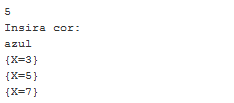 5
Insira cor:
azul
{X=3}
{X=5}
{X=7}